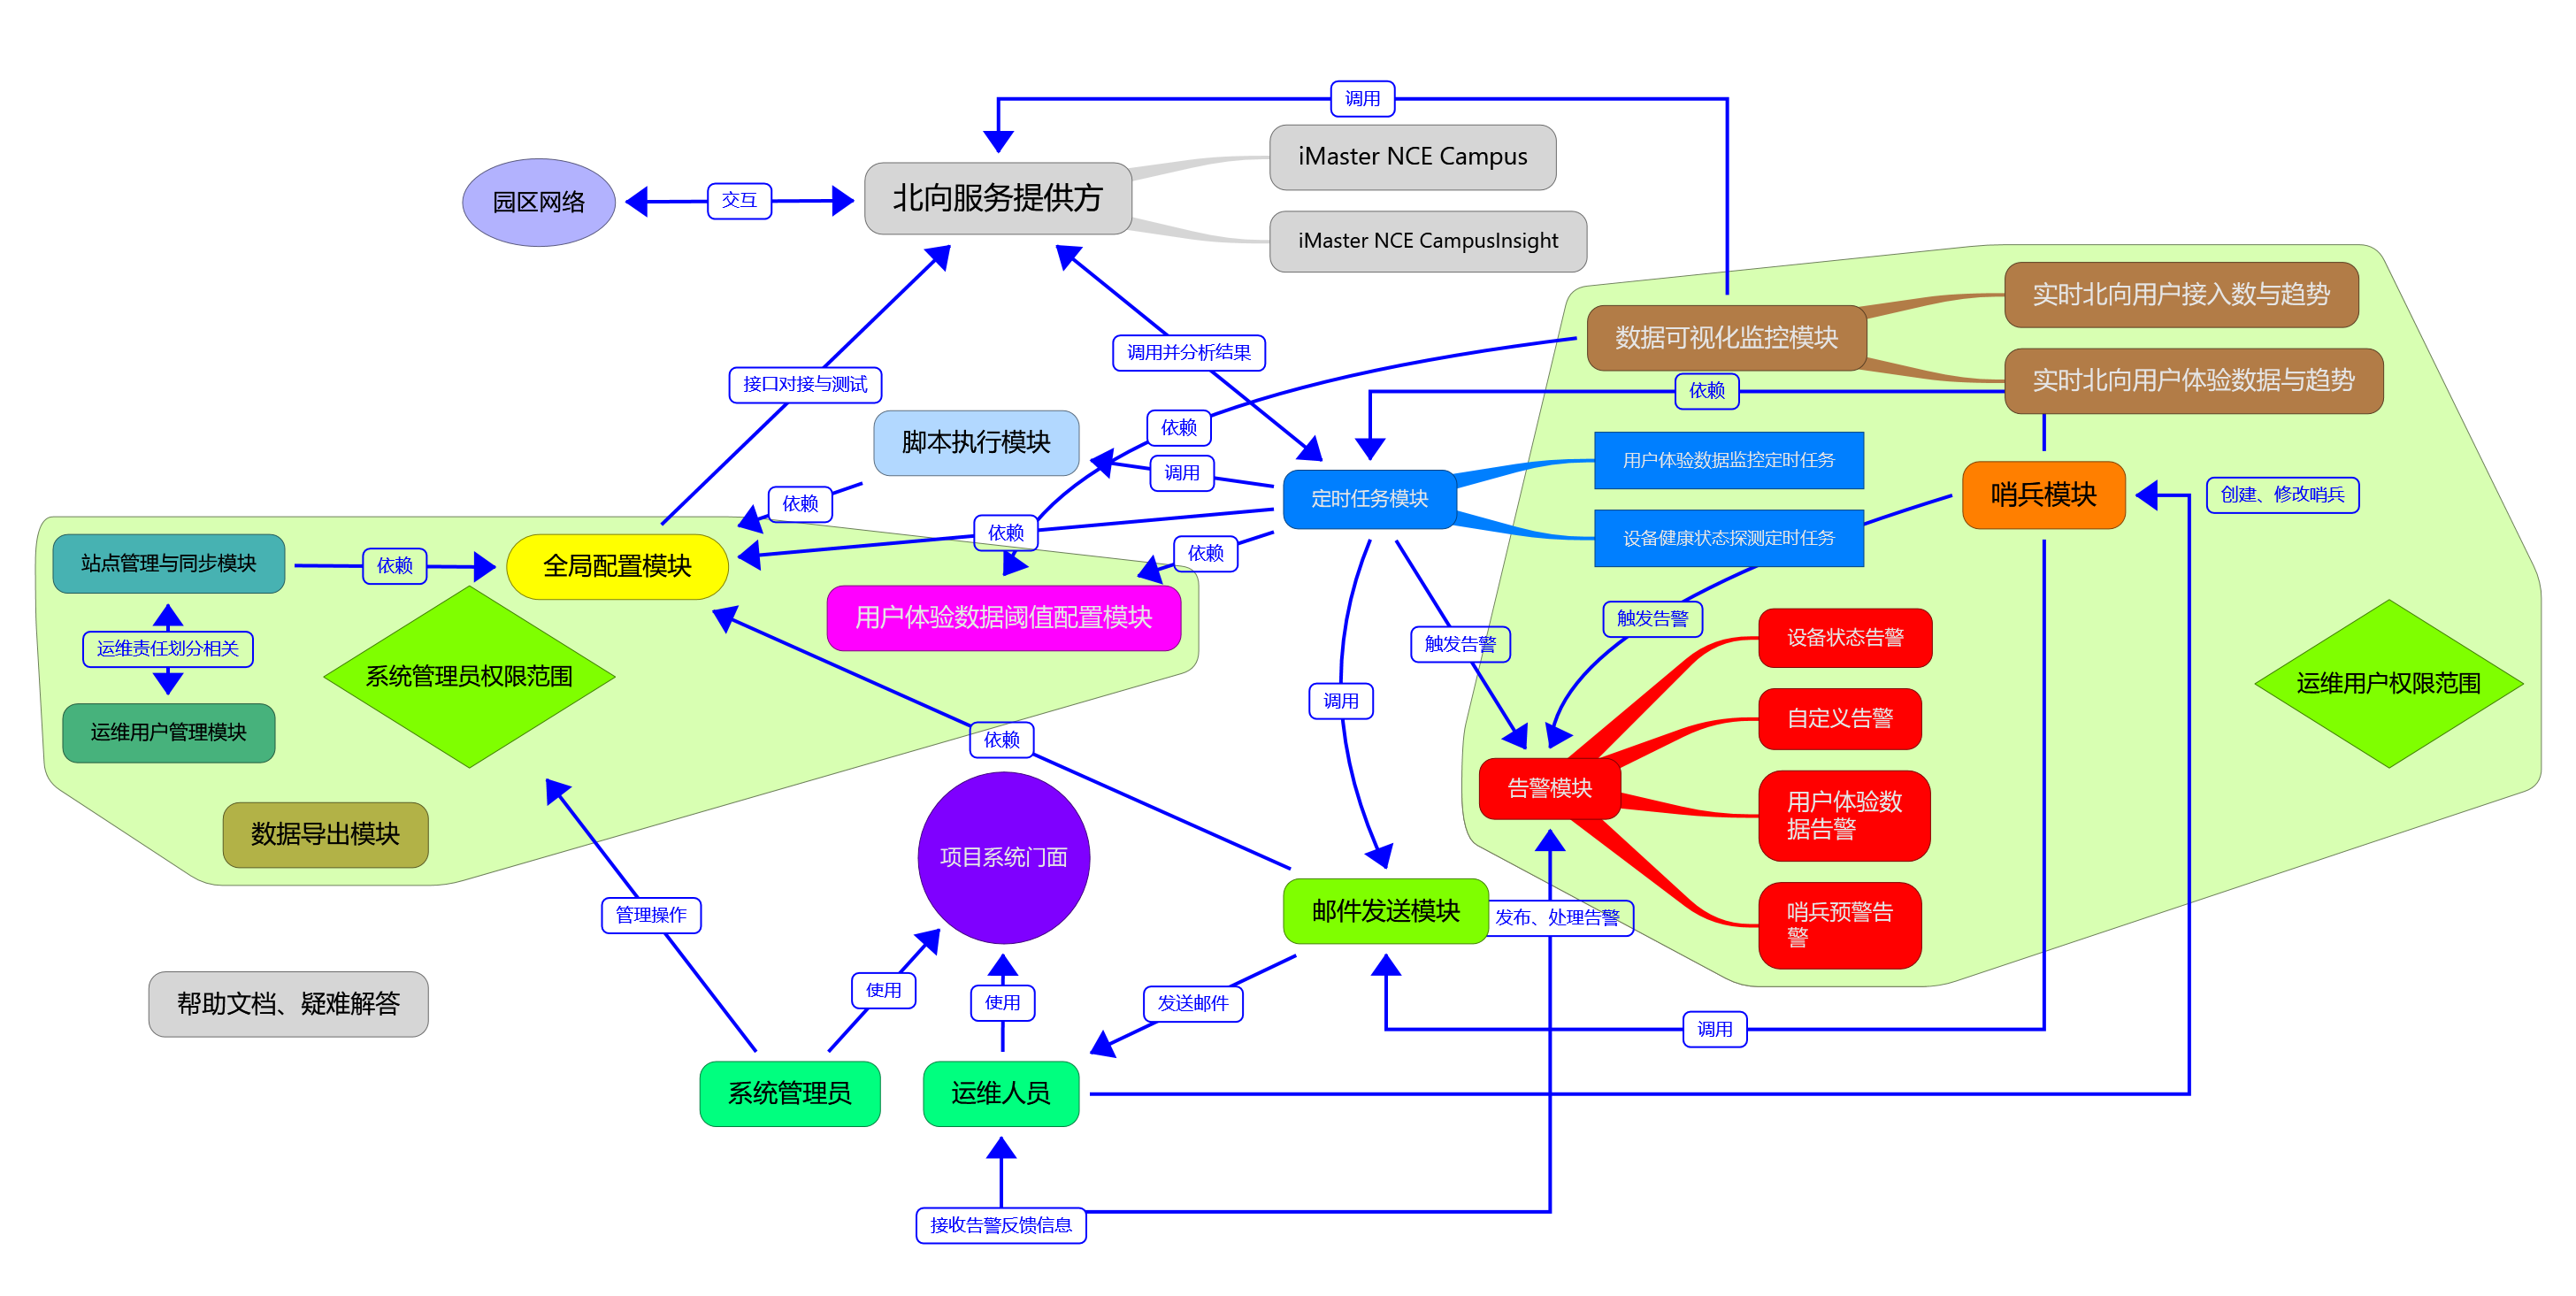 调用
iMaster NCE Campus
园区网络
交互
北向服务提供方
iMaster NCE CampusInsight
实时北向用户接入数与趋势
数据可视化监控模块
调用并分析结果
接口对接与测试
实时北向用户体验数据与趋势
依赖
依赖
脚本执行模块
用户体验数据监控定时任务
调用
定时任务模块
哨兵模块
创建、修改哨兵
依赖
依赖
设备健康状态探测定时任务
依赖
站点管理与同步模块
依赖
全局配置模块
用户体验数据阈值配置模块
触发告警
触发告警
设备状态告警
运维责任划分相关
系统管理员权限范围
运维用户权限范围
调用
自定义告警
运维用户管理模块
依赖
告警模块
用户体验数
据告警
数据导出模块
项目系统门面
管理操作
邮件发送模块
发布、处理告警
哨兵预警告
警
使用
使用
发送邮件
帮助文档、疑难解答
调用
系统管理员
运维人员
接收告警反馈信息